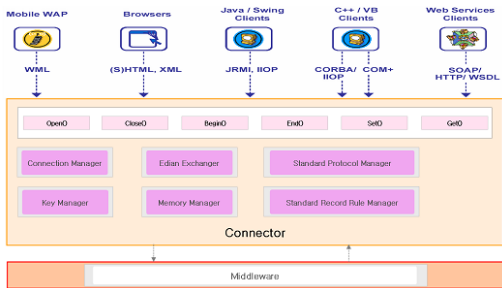 Mobile WAP
Browsers
Java / Swing
Clients
C++ / VB
Clients
Web Services
Clients
WML
(S)HTML, XML
JRMI, IIOP
CORBA/ COM+
IIOP
SOAP/
HTTP/ WSDL
Open()
Close()
Begin()
End()
Set()
Get()
Connection Manager
Edian Exchanger
Standard Protocol Manager
Key Manager
Memory Manager
Standard Record Rule Manager
Connector
Middleware